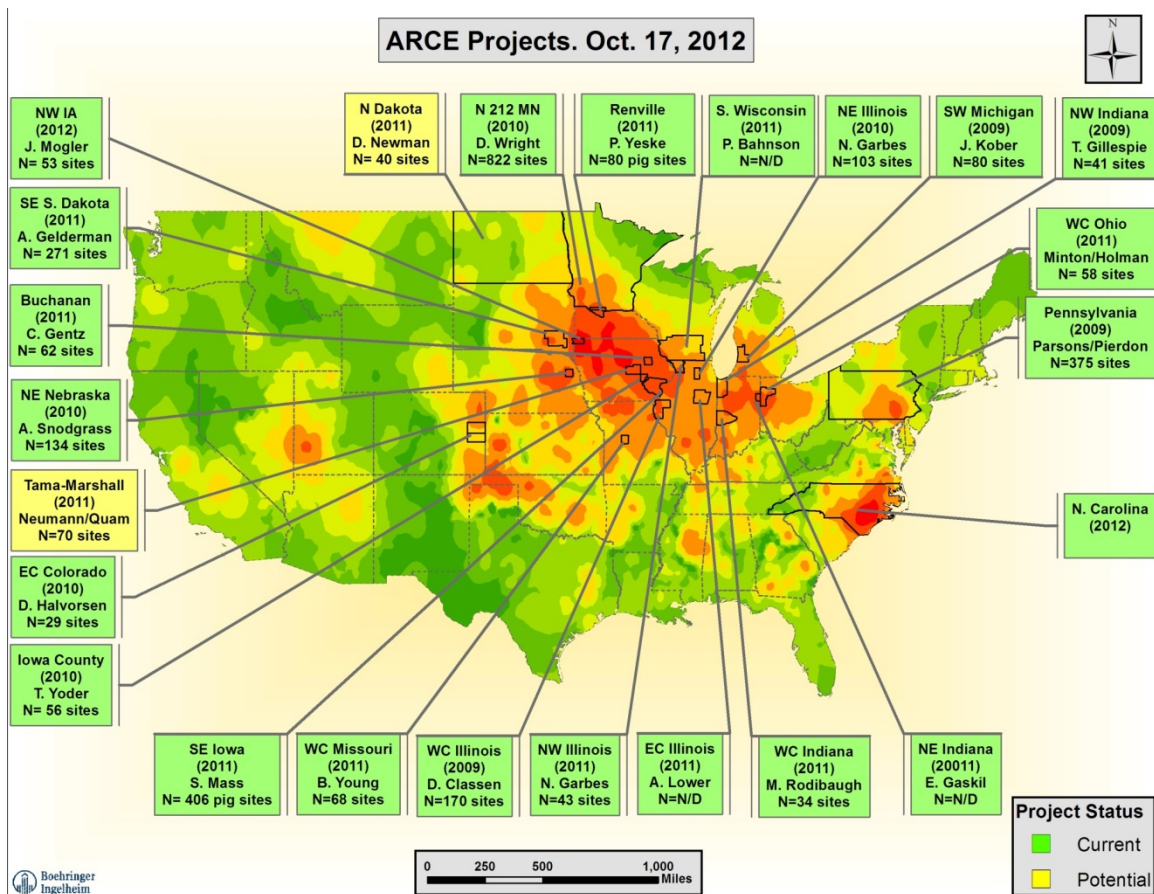 ARCE Projects. Oct. 17, 2012
NW IA
(2012)
J. Mogler
N= 53 sites
N Dakota
(2011)
D. Newman
N= 40 sites
N 212 MN
(2010)
D. Wright
N=822 sites
Renville
(2011)
P. Yeske
N=80 pig sites
S. Wisconsin
(2011)
P. Bahnson
N=N/D
NE Illinois
(2010)
N. Garbes
N=103 sites
SW Michigan
(2009)
J. Kober
N=80 sites
NW Indiana
(2009)
T. Gillespie
N=41 sites
SE S. Dakota
(2011)
A. Gelderman
N= 271 sites
WC Ohio
(2011)
Minton/Holman
N= 58 sites
Buchanan
(2011)
C. Gentz
N= 62 sites
Pennsylvania
(2009)
Parsons/Pierdon
N=375 sites
NE Nebraska
(2010)
A. Snodgrass
N=134 sites
Tama-Marshall
(2011)
Neumann/Quam
N=70 sites
N. Carolina
(2012)
EC Colorado
(2010)
D. Halvorsen
N=29 sites
Iowa County
(2010)
T. Yoder
N= 56 sites
SE Iowa
(2011)
S. Mass
N= 406 pig sites
WC Missouri
(2011)
B. Young
N=68 sites
WC Illinois
(2009)
D. Classen
N=170 sites
NW Illinois
(2011)
N. Garbes
N=43 sites
EC Illinois
(2011)
A. Lower
N=N/D
WC Indiana
(2011)
M. Rodibaugh
N=34 sites
NE Indiana
(20011)
E. Gaskil
N=N/D
Project Status
Current
Potential
0 250 500 1,000
Miles
Boehringer
Ingelheim